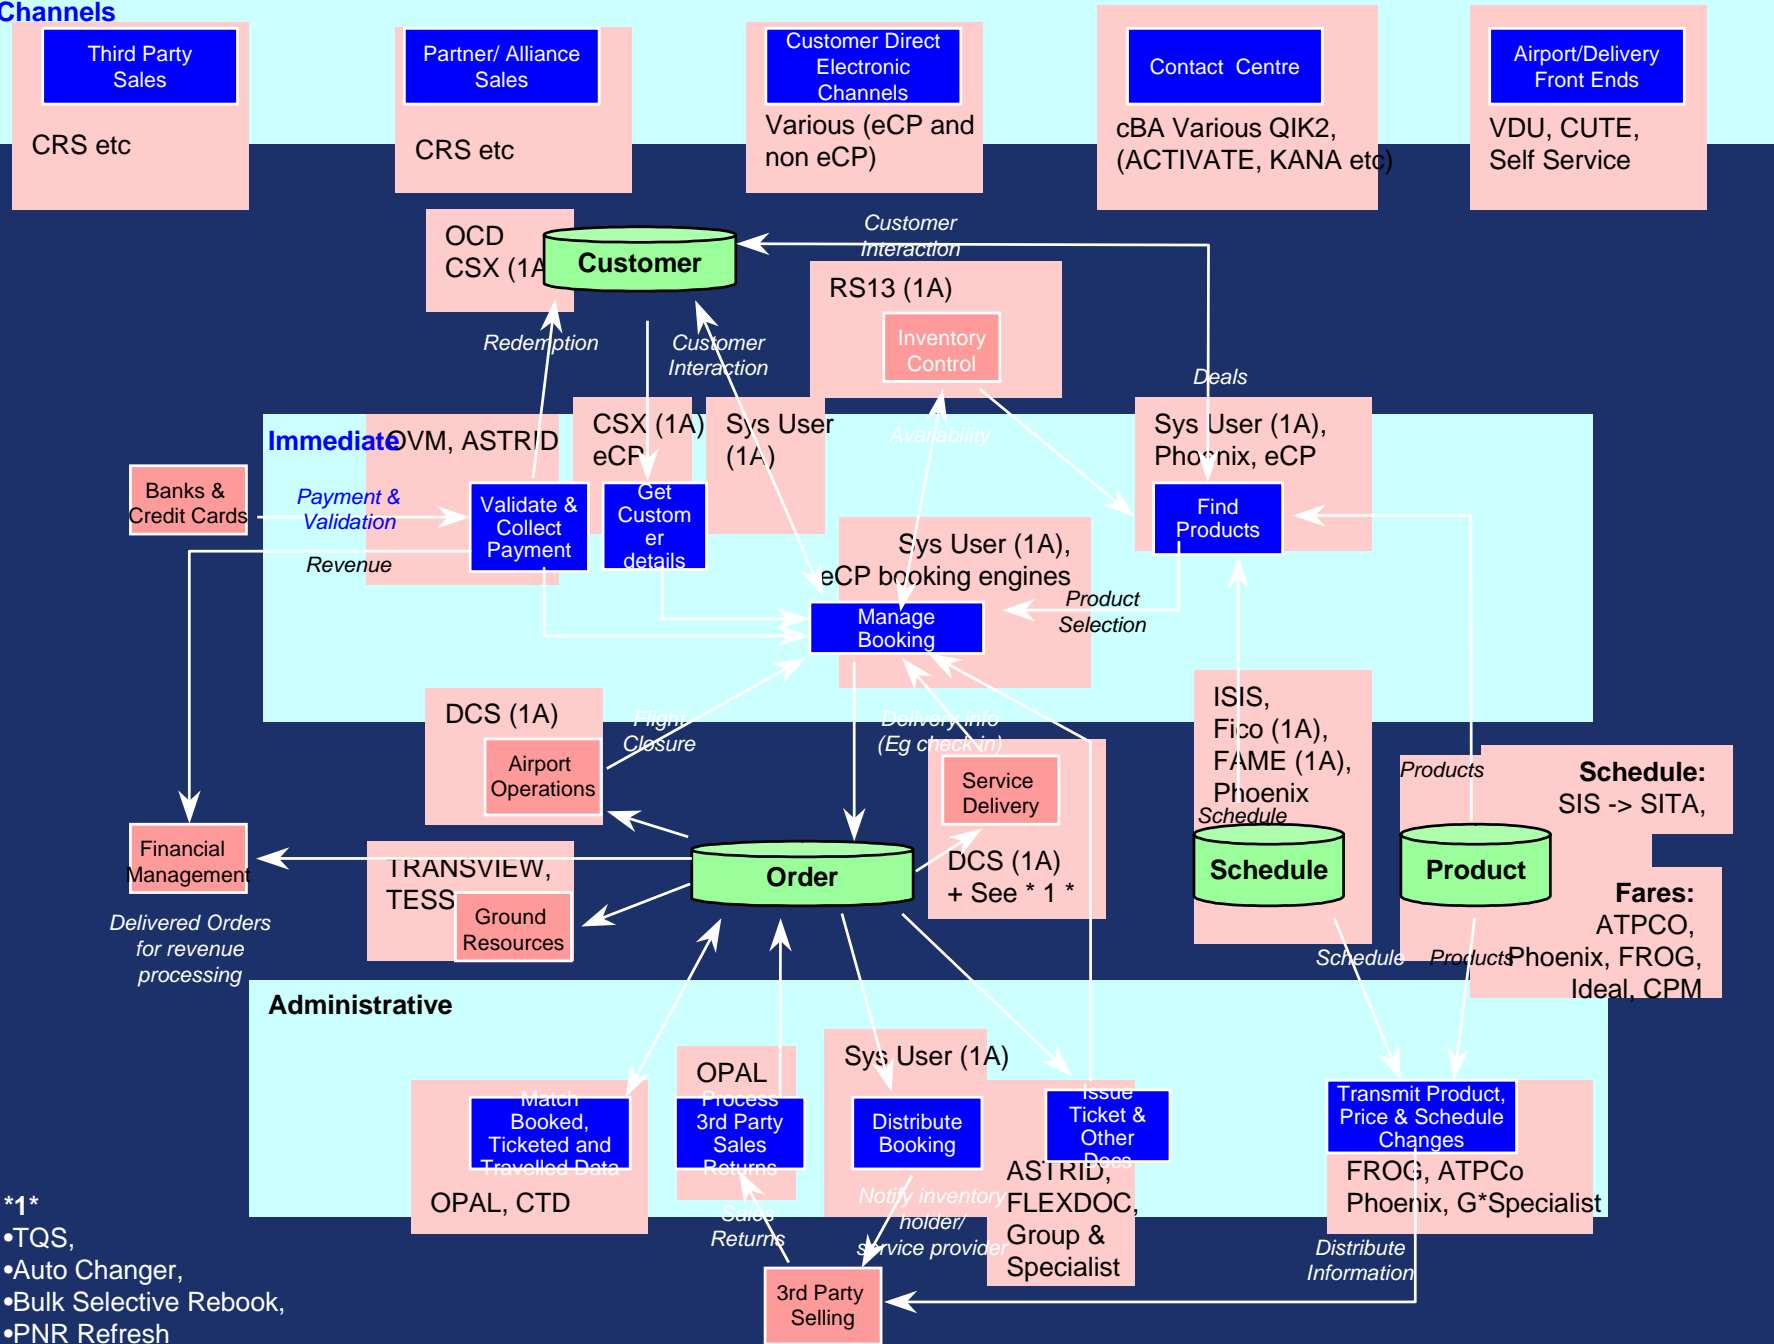 Channels
Third Party
Sales
CRS etc
Partner/ Alliance
Sales
CRS etc
Customer Direct
Electronic
Channels
Various (eCP and
non eCP)
Contact Centre
cBA Various QIK2,
(ACTIVATE, KANA etc)
Airport/Delivery
Front Ends
VDU, CUTE,
Self Service
OCD
CSX (1A
Customer
Customer
Interaction
RS13 (1A)
Inventory
Control
Redemption
Customer
Interaction
Deals
Immediate
OVM, ASTRID
CSX (1A)
eCP
Sys User
(1A)
Availability
Sys User (1A),
Phoenix, eCP
Banks &
Credit Cards
Payment &
Validation
Validate &
Collect
Payment
Get
Custom
er
details
Find
Products
Revenue
Sys User (1A),
eCP booking engines
Manage
Booking
Product
Selection
DCS (1A)
Airport
Operations
Flight
Closure
Delivery info
(Eg check in)
Service
Delivery
DCS (1A)
+ See * 1 *
ISIS,
Fico (1A),
FAME (1A),
Phoenix
Schedule
Schedule
Products
Product
Schedule:
SIS -> SITA,
Fares:
ATPCO,
Phoenix, FROG,
Ideal, CPM
Financial
Management
Delivered Orders
for revenue
processing
TRANSVIEW,
TESS
Ground
Resources
Order
Schedule
Products
Administrative
Match
Booked,
Ticketed and
Travelled Data
OPAL, CTD
OPAL
Process
3rd Party
Sales
Returns
Sys User (1A)
Distribute
Booking
Issue
Ticket &
Other
Docs
ASTRID,
FLEXDOC,
Group &
Specialist
Transmit Product,
Price & Schedule
Changes
FROG, ATPCo
Phoenix, G*Specialist
Sales
Returns
Notify inventory
holder/
service provider
Distribute
Information
3rd Party
Selling
*1*
•TQS,
•Auto Changer,
•Bulk Selective Rebook,
•PNR Refresh